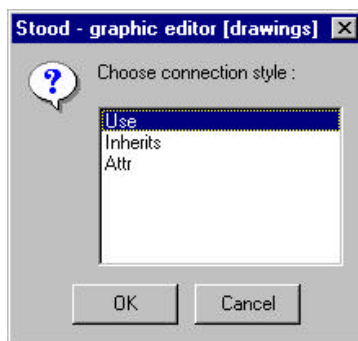 Stood - graphic editor [drawings]
?
Choose connection style :
Use
Inherits
Attr
OK
Cancel